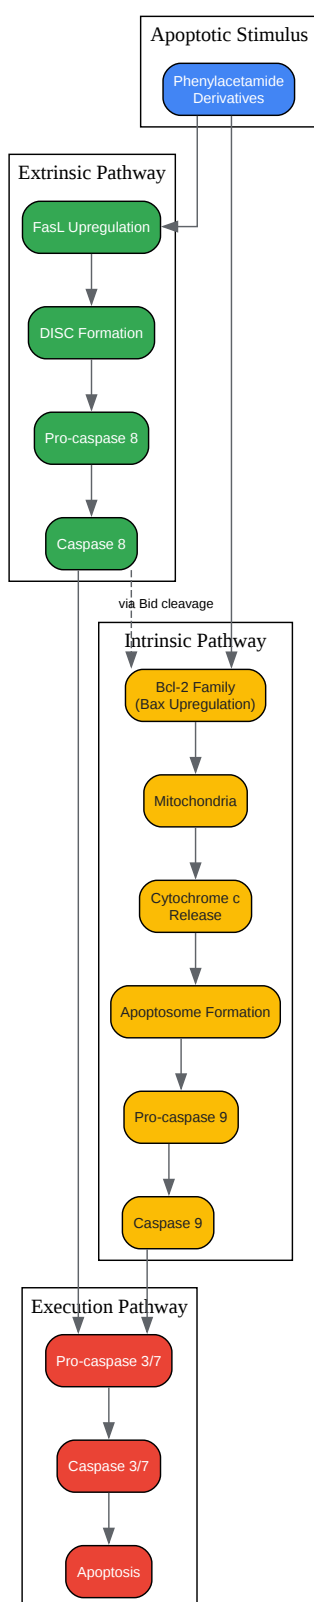 Apoptotic Stimulus
Phenylacetamide
Derivatives
Extrinsic Pathway
FasL Upregulation
DISC Formation
Pro-caspase 8
Caspase 8
via Bid cleavage
Intrinsic Pathway
Bcl-2 Family
(Bax Upregulation)
Mitochondria
Cytochrome c
Release
Apoptosome Formation
Pro-caspase 9
Caspase 9
Execution Pathway
Pro-caspase 3/7
Caspase 3/7
Apoptosis